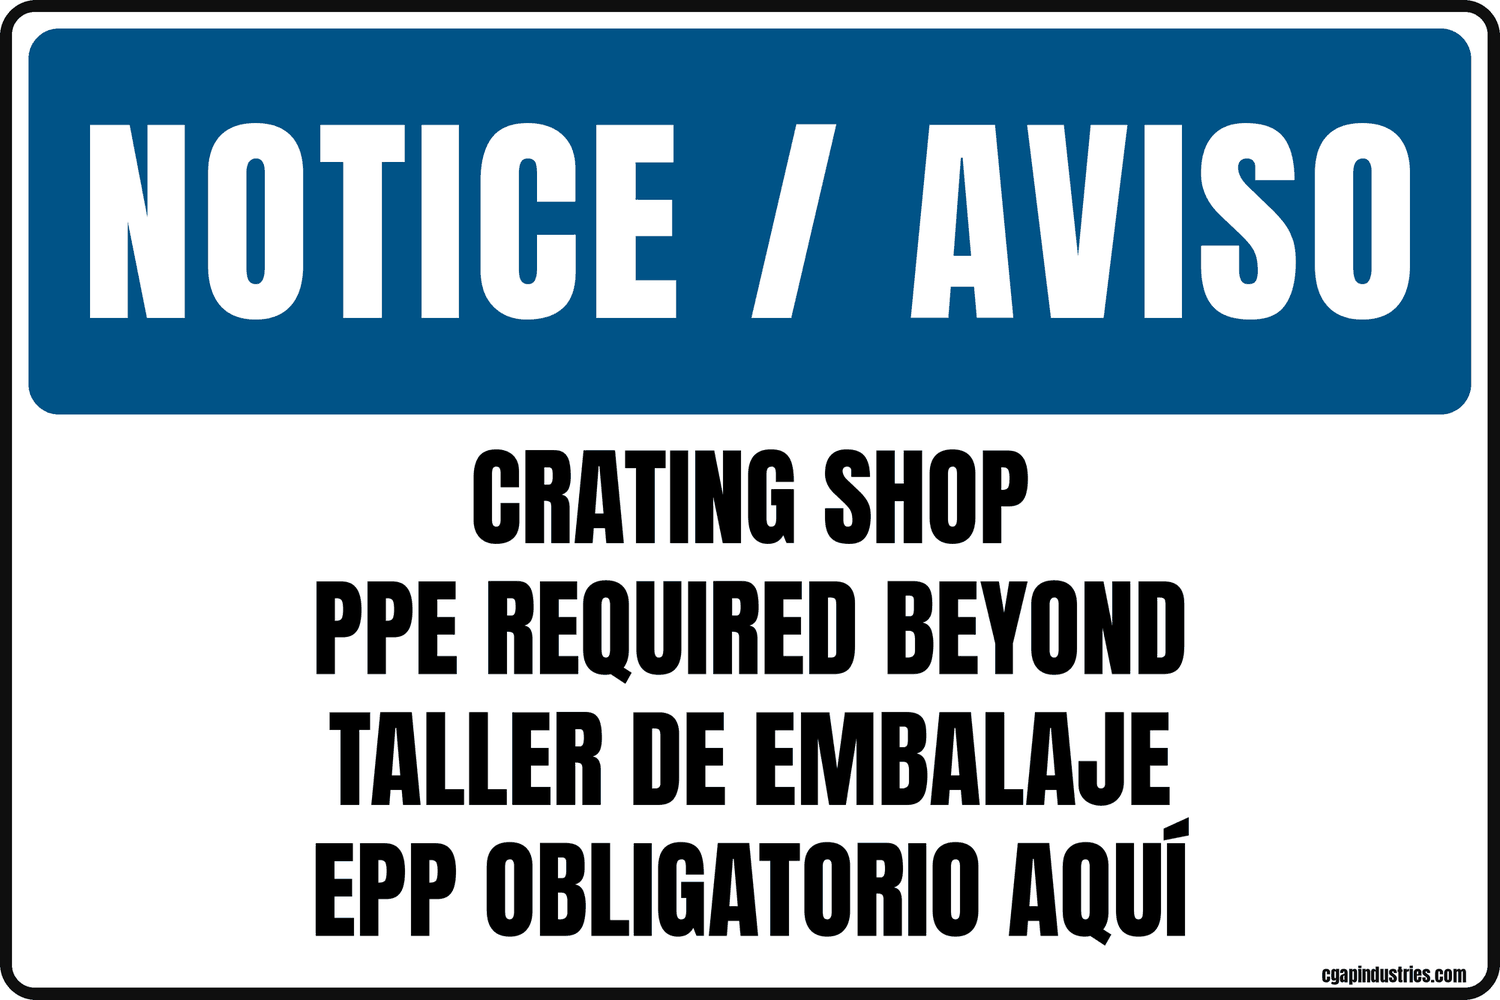 NOTICE / AVISO
CRATING SHOP
PPE REQUIRED BEYOND
TALLER DE EMBALAJE
EPP OBLIGATORIO AQUÍ
cgapindustries.com